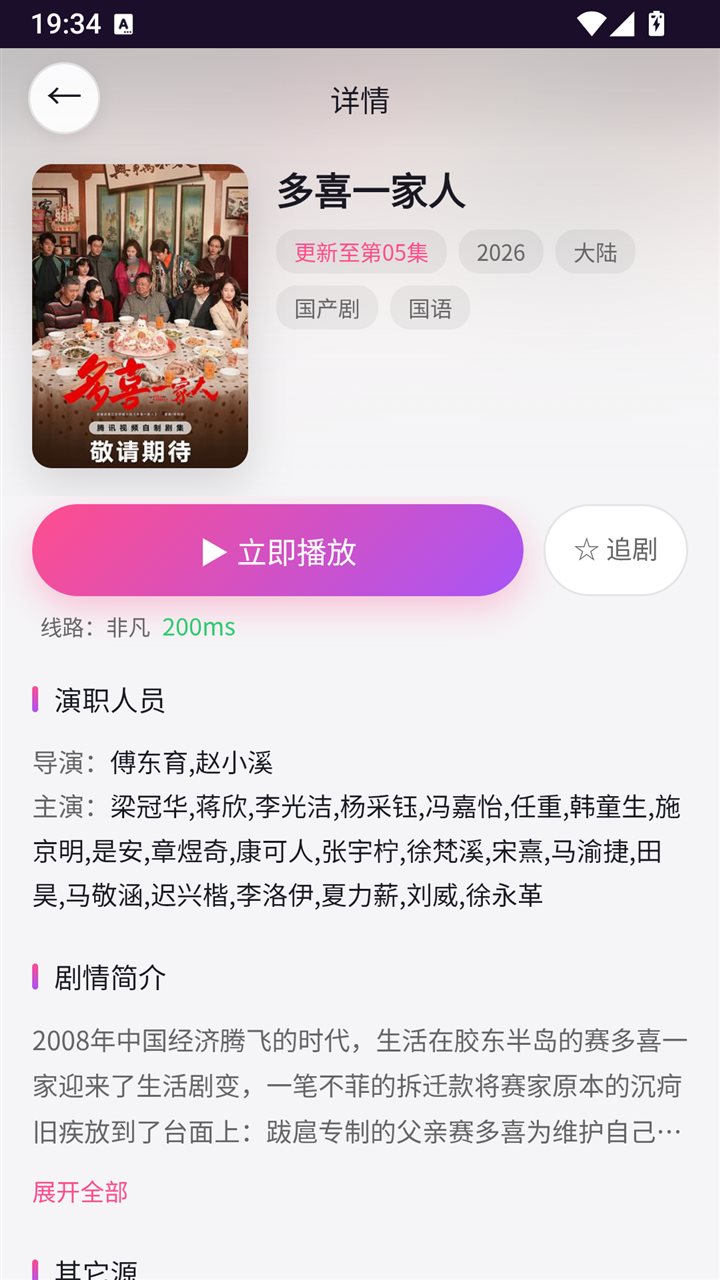 19:34 A
详情
多喜一家人
更新至第05集 2026 大陆
国产剧 国语
多喜一家人
腾讯视频自制剧集
敬请期待
立即播放 ☆ 追剧
线路：非凡 200ms
演职人员
导演：傅东育,赵小溪
主演：梁冠华,蒋欣,李光洁,杨采钰,冯嘉怡,任重,韩童生,施
京明,是安,章煜奇,康可人,张宇柠,徐梵溪,宋熹,马渝捷,田
昊,马敬涵,迟兴楷,李洛伊,夏力薪,刘威,徐永革
剧情简介
2008年中国经济腾飞的时代，生活在胶东半岛的赛多喜一
家迎来了生活剧变，一笔不菲的拆迁款将赛家原本的沉疴
旧疾放到了台面上：跋扈专制的父亲赛多喜为维护自己…
展开全部
其它源